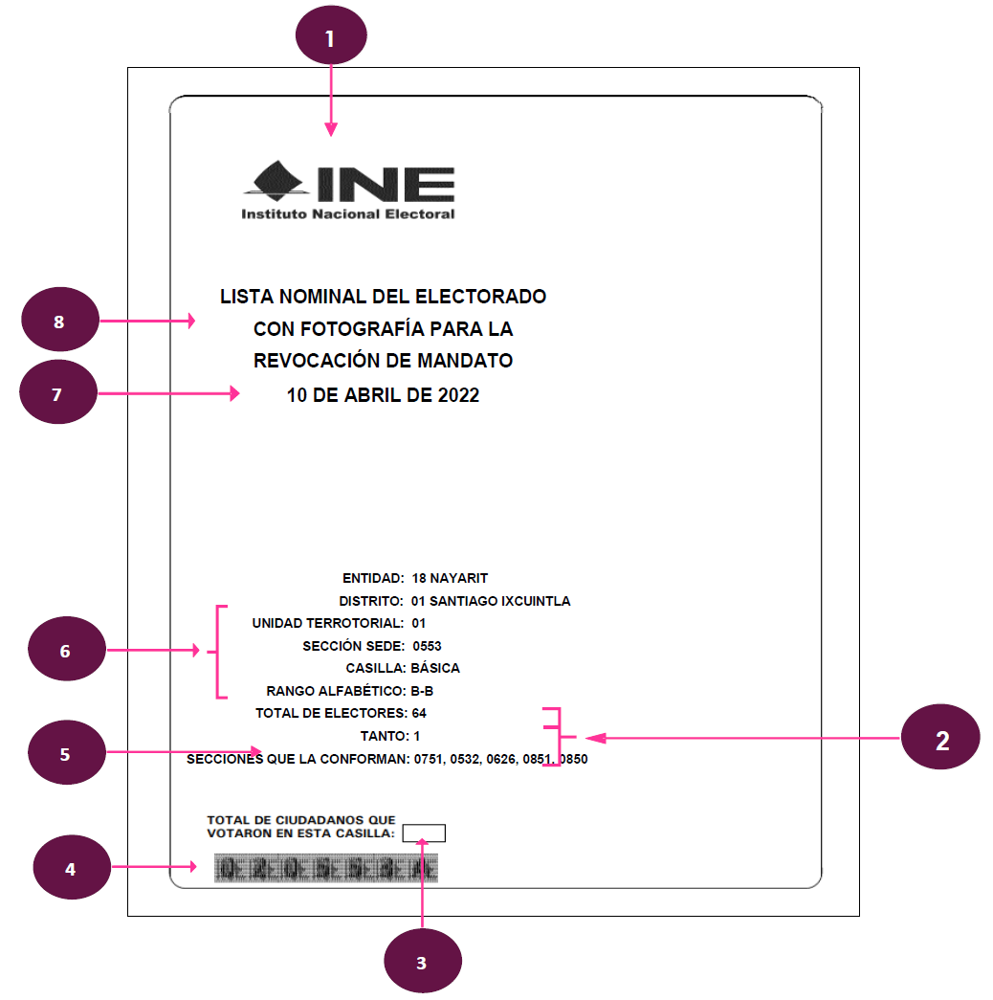 1
INE
Instituto Nacional Electoral
8
LISTA NOMINAL DEL ELECTORADO
CON FOTOGRAFÍA PARA LA
REVOCACIÓN DE MANDATO
7
10 DE ABRIL DE 2022
ENTIDAD: 18 NAYARIT
DISTRITO: 01 SANTIAGO IXCUINTLA
UNIDAD TERROTORIAL: 01
6
SECCIÓN SEDE: 0553
CASILLA: BÁSICA
RANGO ALFABÉTICO: B-B
TOTAL DE ELECTORES: 64
TANTO: 1
2
5
SECCIONES QUE LA CONFORMAN: 0751, 0532, 0626, 0851, 0850
TOTAL DE CIUDADANOS QUE
VOTARON EN ESTA CASILLA:
4
3